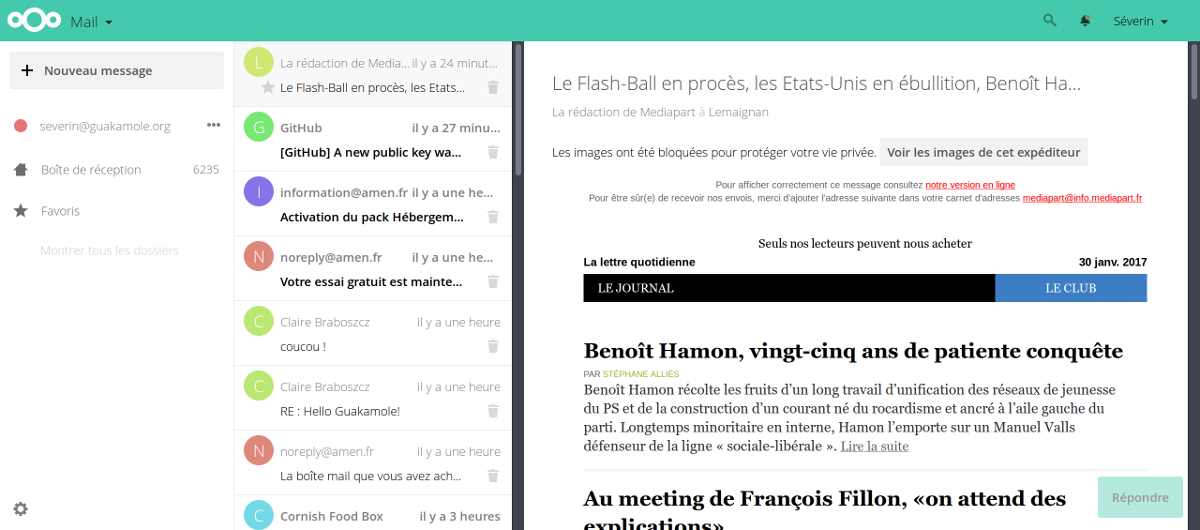 Mail
Séverin
Nouveau message
severin@guakamole.org
Boîte de réception 6235
Favoris
Montrer tous les dossiers
L
La rédaction de Media... il y a 24 minut...
Le Flash-Ball en procès, les Etats...
G
GitHub il y a 27 minu...
[GitHub] A new public key wa...
I
information@amen.fr il y a une he...
Activation du pack Hébergem...
N
noreply@amen.fr il y a une he...
Votre essai gratuit est mainte...
C
Claire Braboszcz il y a une heure
coucou !
C
Claire Braboszcz il y a une heure
RE : Hello Guakamole!
N
noreply@amen.fr il y a une heure
La boîte mail que vous avez ach...
C
Cornish Food Box il y a 3 heures
Le Flash-Ball en procès, les Etats-Unis en ébullition, Benoît Ha...
La rédaction de Mediapart à Lemaignan
Les images ont été bloquées pour protéger votre vie privée. Voir les images de cet expéditeur
Pour afficher correctement ce message consultez notre version en ligne
Pour être sûr(e) de recevoir nos envois, merci d'ajouter l'adresse suivante dans votre carnet d'adresses mediapart@info.mediapart.fr
Seuls nos lecteurs peuvent nous acheter
La lettre quotidienne 30 janv. 2017
LE JOURNAL LE CLUB
Benoît Hamon, vingt-cinq ans de patiente conquête
PAR STÉPHANE ALLIÈS
Benoît Hamon récolte les fruits d'un long travail d'unification des réseaux de jeunesse
du PS et de la construction d'un courant né du rocardisme et ancré à l'aile gauche du
parti. Longtemps minoritaire en interne, Hamon l'emporte sur un Manuel Valls
défenseur de la ligne « sociale-libérale ». Lire la suite
Au meeting de François Fillon, «on attend des
explications»
Répondre